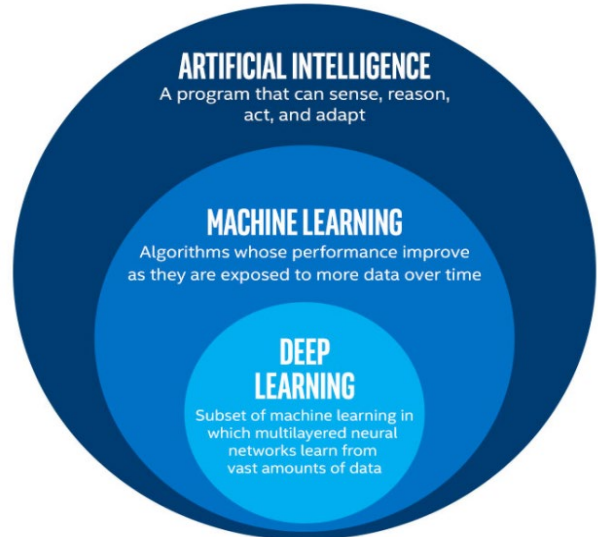 ARTIFICIAL INTELLIGENCE
A program that can sense, reason,
act, and adapt
MACHINE LEARNING
Algorithms whose performance improve
as they are exposed to more data over time
DEEP
LEARNING
Subset of machine learning in
which multilayered neural
networks learn from
vast amounts of data